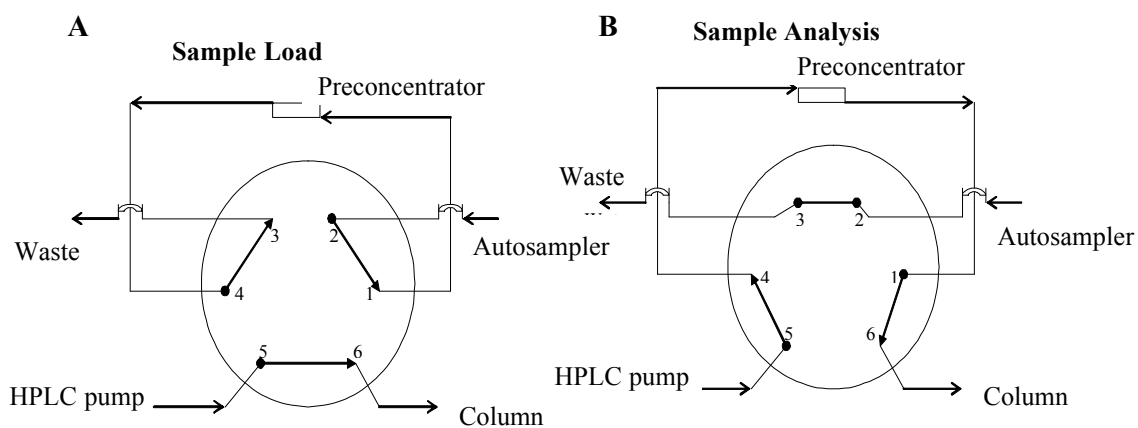 A
Sample Load
Preconcentrator
3
2
Waste
Autosampler
4
1
5
6
HPLC pump
Column
B
Sample Analysis
Preconcentrator
Waste
3
2
Autosampler
4
1
5
6
HPLC pump
Column